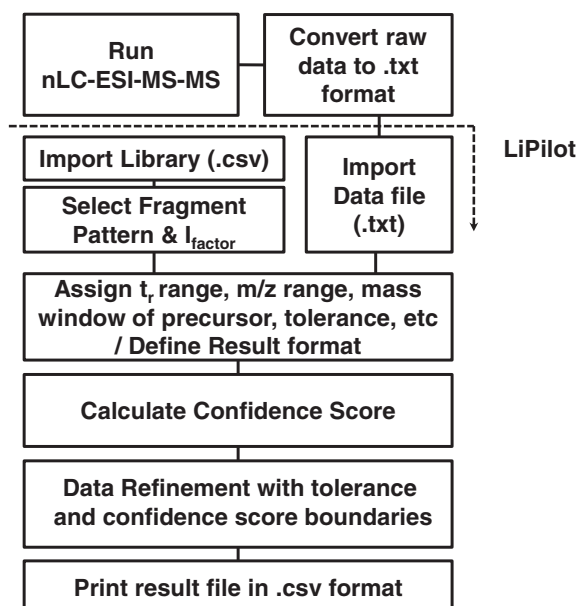 Run
nLC-ESI-MS-MS
Convert raw
data to .txt
format
LiPilot
Import Library (.csv)
Select Fragment
Pattern & Ifactor
Import
Data file
(.txt)
Assign tr range, m/z range, mass
window of precursor, tolerance, etc
/ Define Result format
Calculate Confidence Score
Data Refinement with tolerance
and confidence score boundaries
Print result file in .csv format